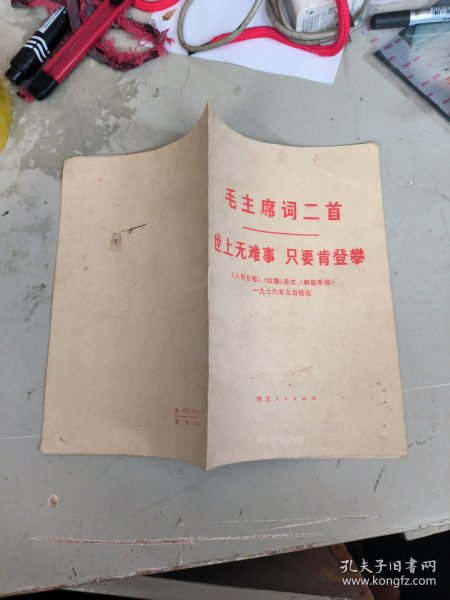 毛主席词二首
世上无难事 只要肯登攀
《人民日报》、《红旗》杂志、《解放军报》
一九七六年元旦社论
湖北人民出版社
孔夫子旧书网
www.kongfz.com